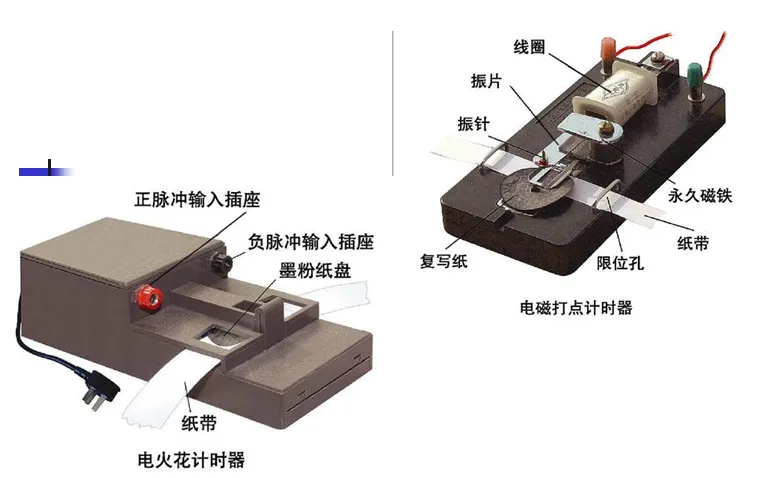 线圈
振片
振针
永久磁铁
复写纸
限位孔
纸带
电磁打点计时器
正脉冲输入插座
负脉冲输入插座
墨粉纸盘
纸带
电火花计时器